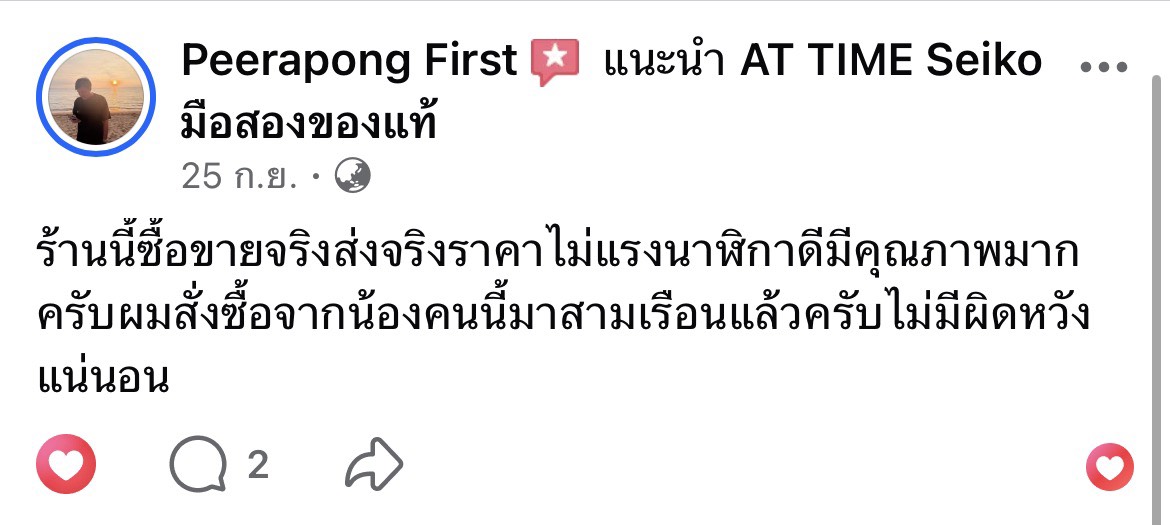 Peerapong First แนะนำ AT TIME Seiko
มือสองของแท้
25 ก.ย. ·
ร้านนี้ซื้อขายจริงส่งจริงราคาไม่แรงนาฬิกาดีมีคุณภาพมาก
ครับผมสั่งซื้อจากน้องคนนี้มาสามเรือนแล้วครับไม่มีผิดหวัง
แน่นอน
2